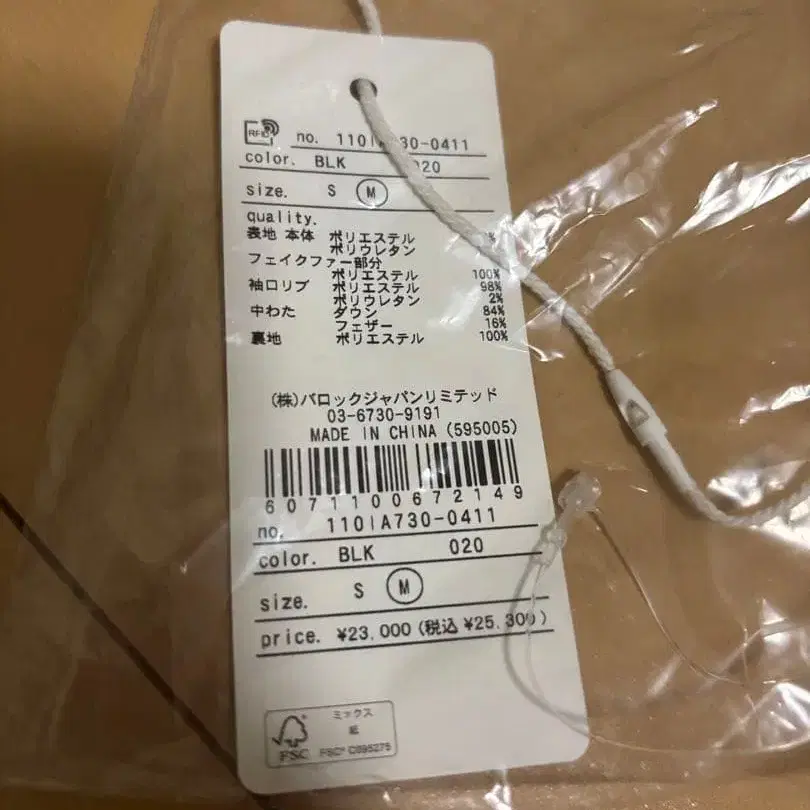 RFID
no. 110IA730-0411
color. BLK 020
size. S M
quality.
表地 本体 ポリエステル %
ポリウレタン
フェイクファー部分
ポリエステル 100%
袖口リブ ポリエステル 98%
ポリウレタン 2%
中わた ダウン 84%
フェザー 16%
裏地 ポリエステル 100%
(株)バロックジャパンリミテッド
03-6730-9191
MADE IN CHINA (595005)
6071100672149
no. 110IA730-0411
color. BLK 020
size. S M
price. ¥23.000 (税込 ¥25.300)
ミックス
紙
FSC
FSC® C695275